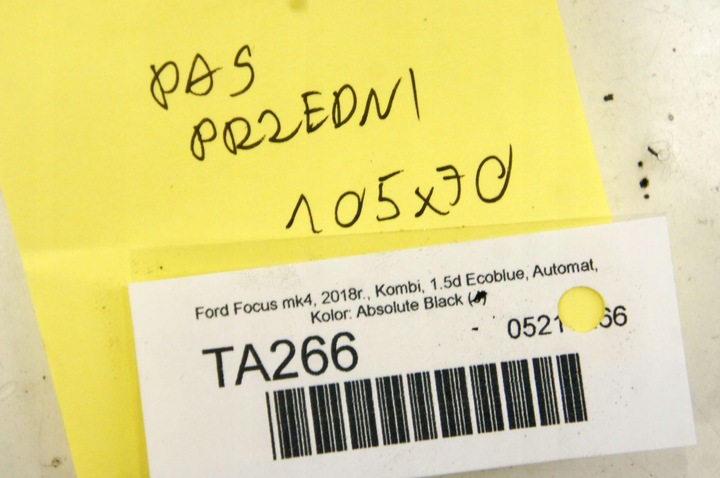 PAS
PRZEDNI
105x70
Ford Focus mk4, 2018r., Kombi, 1.5d Ecoblue, Automat,
Kolor: Absolute Black
TA266